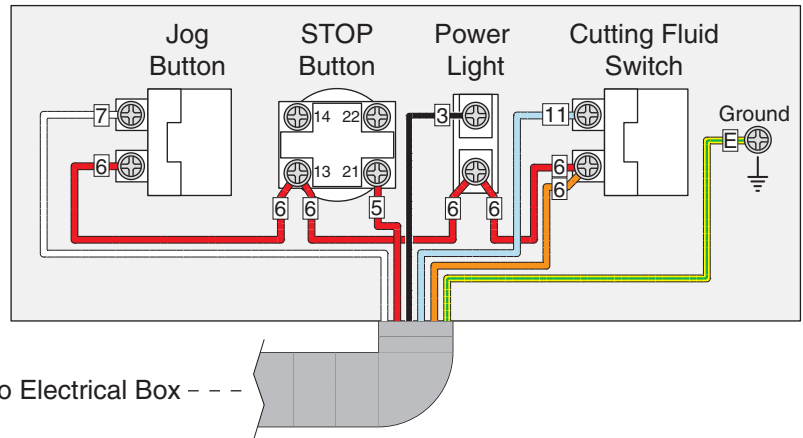 Jog
Button
STOP
Button
Power
Light
Cutting Fluid
Switch
7
14 22
3
11
Ground
E
6
13 21
6
6
6
6
5
6
6
o Electrical Box